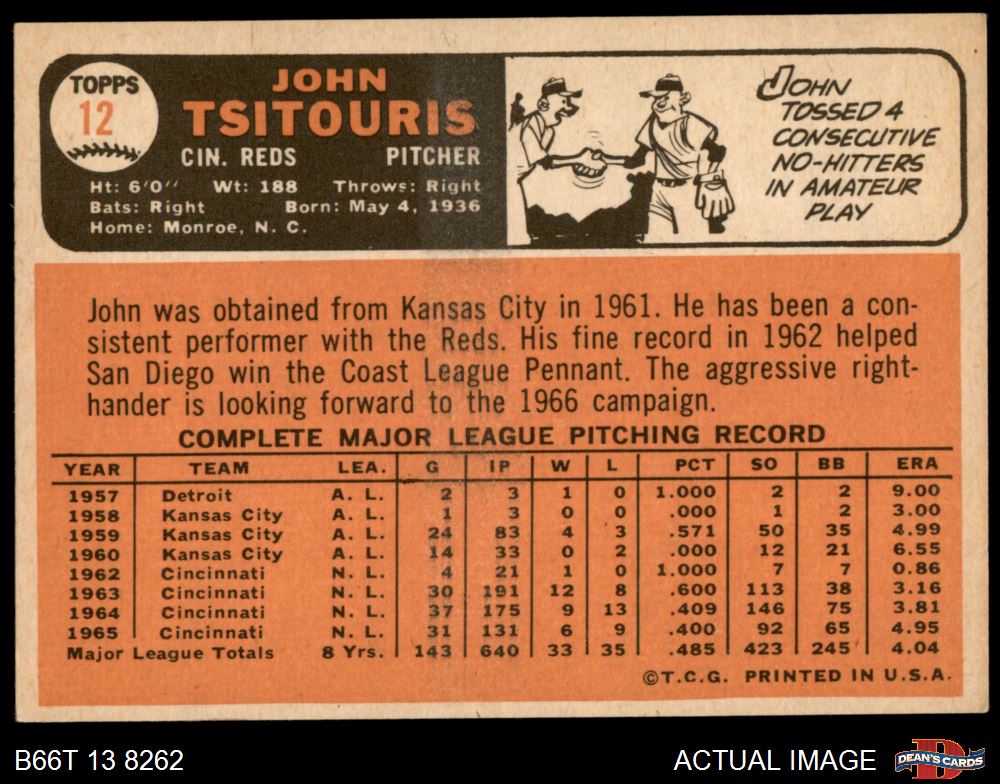 TOPPS
12
JOHN
TSITOURIS
CIN. REDS PITCHER
Ht: 6'0" Wt: 188 Throws: Right
Bats: Right Born: May 4, 1936
Home: Monroe, N. C.
JOHN
TOSSED 4
CONSECUTIVE
NO-HITTERS
IN AMATEUR
PLAY
John was obtained from Kansas City in 1961. He has been a con-
sistent performer with the Reds. His fine record in 1962 helped
San Diego win the Coast League Pennant. The aggressive right-
hander is looking forward to the 1966 campaign.
COMPLETE MAJOR LEAGUE PITCHING RECORD
YEAR TEAM LEA. G IP W L PCT SO BB ERA
1957 Detroit A. L. 2 3 1 0 1.000 2 2 9.00
1958 Kansas City A. L. 1 3 0 0 .000 1 2 3.00
1959 Kansas City A. L. 24 83 4 3 .571 50 35 4.99
1960 Kansas City A. L. 14 33 0 2 .000 12 21 6.55
1962 Cincinnati N. L. 4 21 1 0 1.000 7 7 0.86
1963 Cincinnati N. L. 30 191 12 8 .600 113 38 3.16
1964 Cincinnati N. L. 37 175 9 13 .409 146 75 3.81
1965 Cincinnati N. L. 31 131 6 9 .400 92 65 4.95
Major League Totals 8 Yrs. 143 640 33 35 .485 423 245 4.04
©T.C.G. PRINTED IN U.S.A.
B66T 13 8262 ACTUAL IMAGE
DEAN'S CARDS